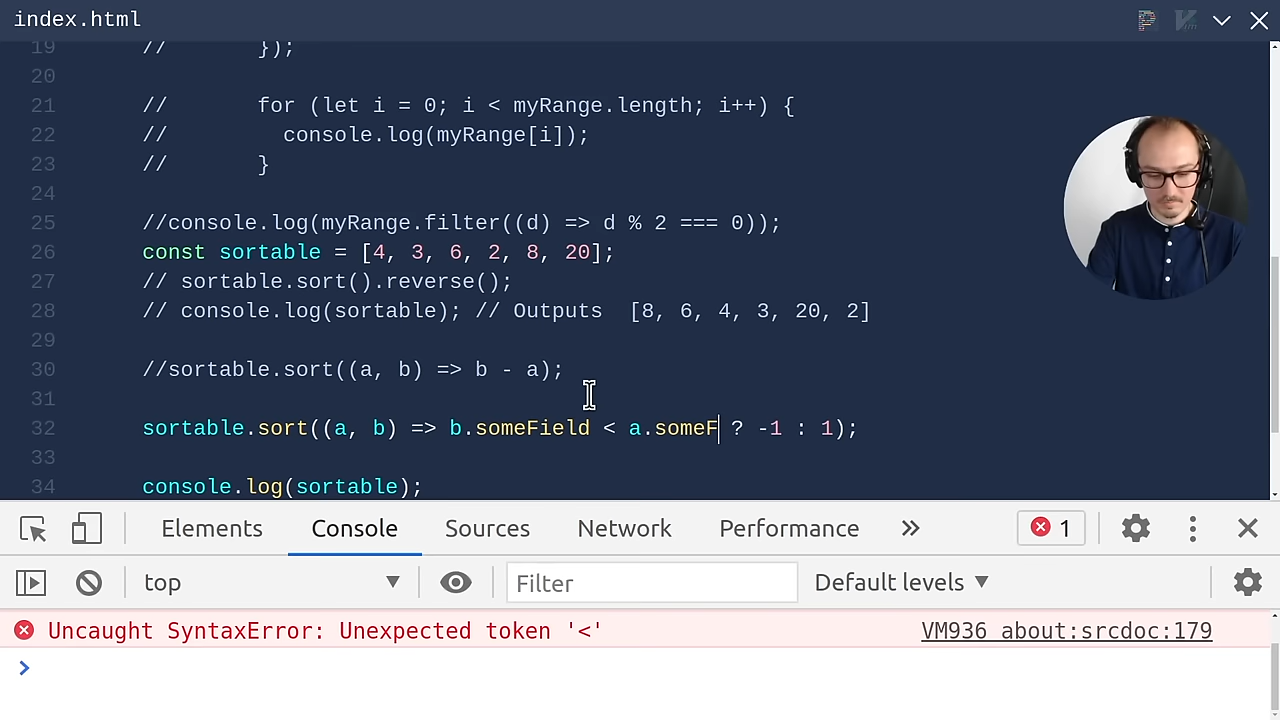 index.html
19 // });
20
21 // for (let i = 0; i < myRange.length; i++) {
22 // console.log(myRange[i]);
23 // }
24
25 //console.log(myRange.filter((d) => d % 2 === 0));
26 const sortable = [4, 3, 6, 2, 8, 20];
27 // sortable.sort().reverse();
28 // console.log(sortable); // Outputs [8, 6, 4, 3, 20, 2]
29
30 //sortable.sort((a, b) => b - a);
31
32 sortable.sort((a, b) => b.someField < a.someF ? -1 : 1);
33
34 console.log(sortable);
Elements Console Sources Network Performance » 1
top Filter Default levels
Uncaught SyntaxError: Unexpected token '<' VM936 about:srcdoc:179
>